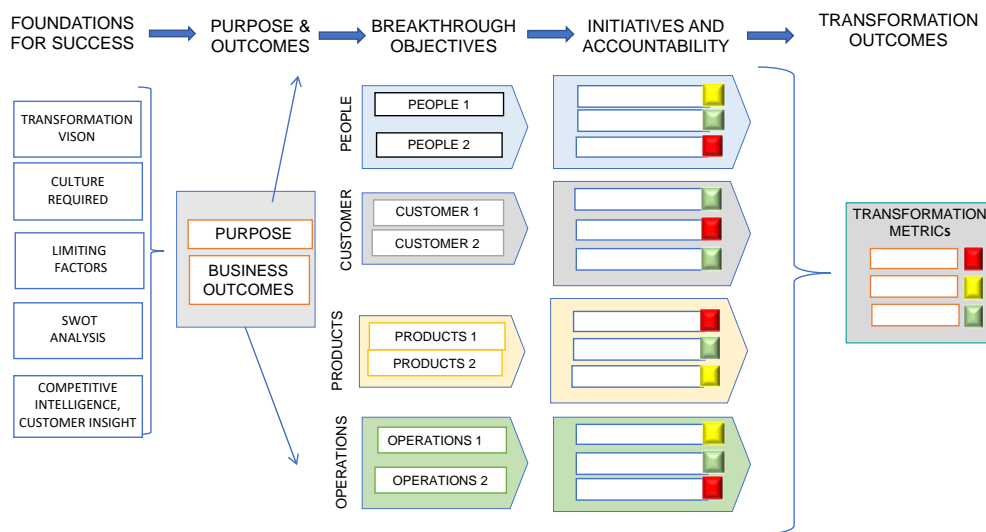 FOUNDATIONS
FOR SUCCESS
PURPOSE &
OUTCOMES
BREAKTHROUGH
OBJECTIVES
INITIATIVES AND
ACCOUNTABILITY
TRANSFORMATION
OUTCOMES
TRANSFORMATION
VISON
CULTURE
REQUIRED
LIMITING
FACTORS
SWOT
ANALYSIS
COMPETITIVE
INTELLIGENCE,
CUSTOMER INSIGHT
PURPOSE
BUSINESS
OUTCOMES
PEOPLE
PEOPLE 1
PEOPLE 2
CUSTOMER
CUSTOMER 1
CUSTOMER 2
PRODUCTS
PRODUCTS 1
PRODUCTS 2
OPERATIONS
OPERATIONS 1
OPERATIONS 2
TRANSFORMATION
METRICs